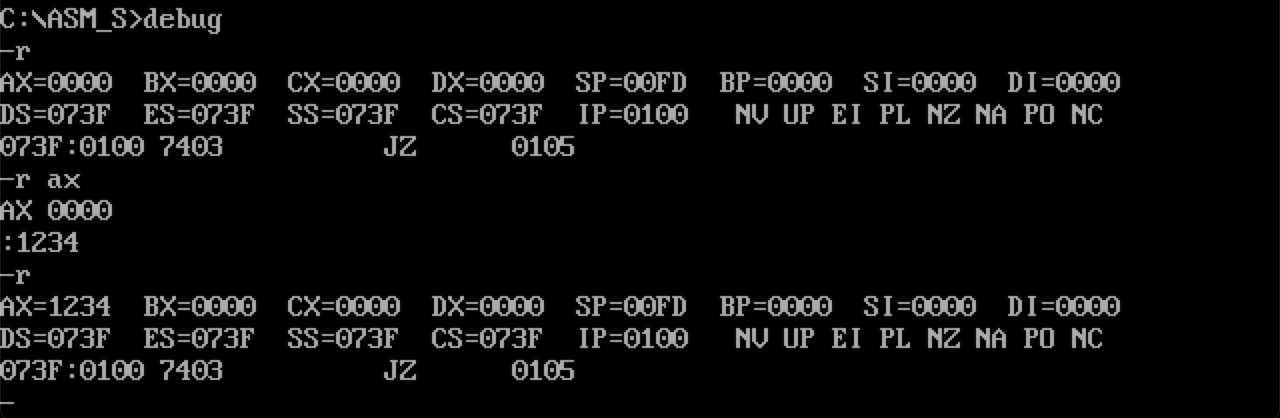 C:\ASM_S>debug
-r
AX=0000  BX=0000  CX=0000  DX=0000  SP=00FD  BP=0000  SI=0000  DI=0000
DS=073F  ES=073F  SS=073F  CS=073F  IP=0100   NV UP EI PL NZ NA PO NC
073F:0100 7403          JZ      0105
-r ax
AX 0000
:1234
-r
AX=1234  BX=0000  CX=0000  DX=0000  SP=00FD  BP=0000  SI=0000  DI=0000
DS=073F  ES=073F  SS=073F  CS=073F  IP=0100   NV UP EI PL NZ NA PO NC
073F:0100 7403          JZ      0105
-